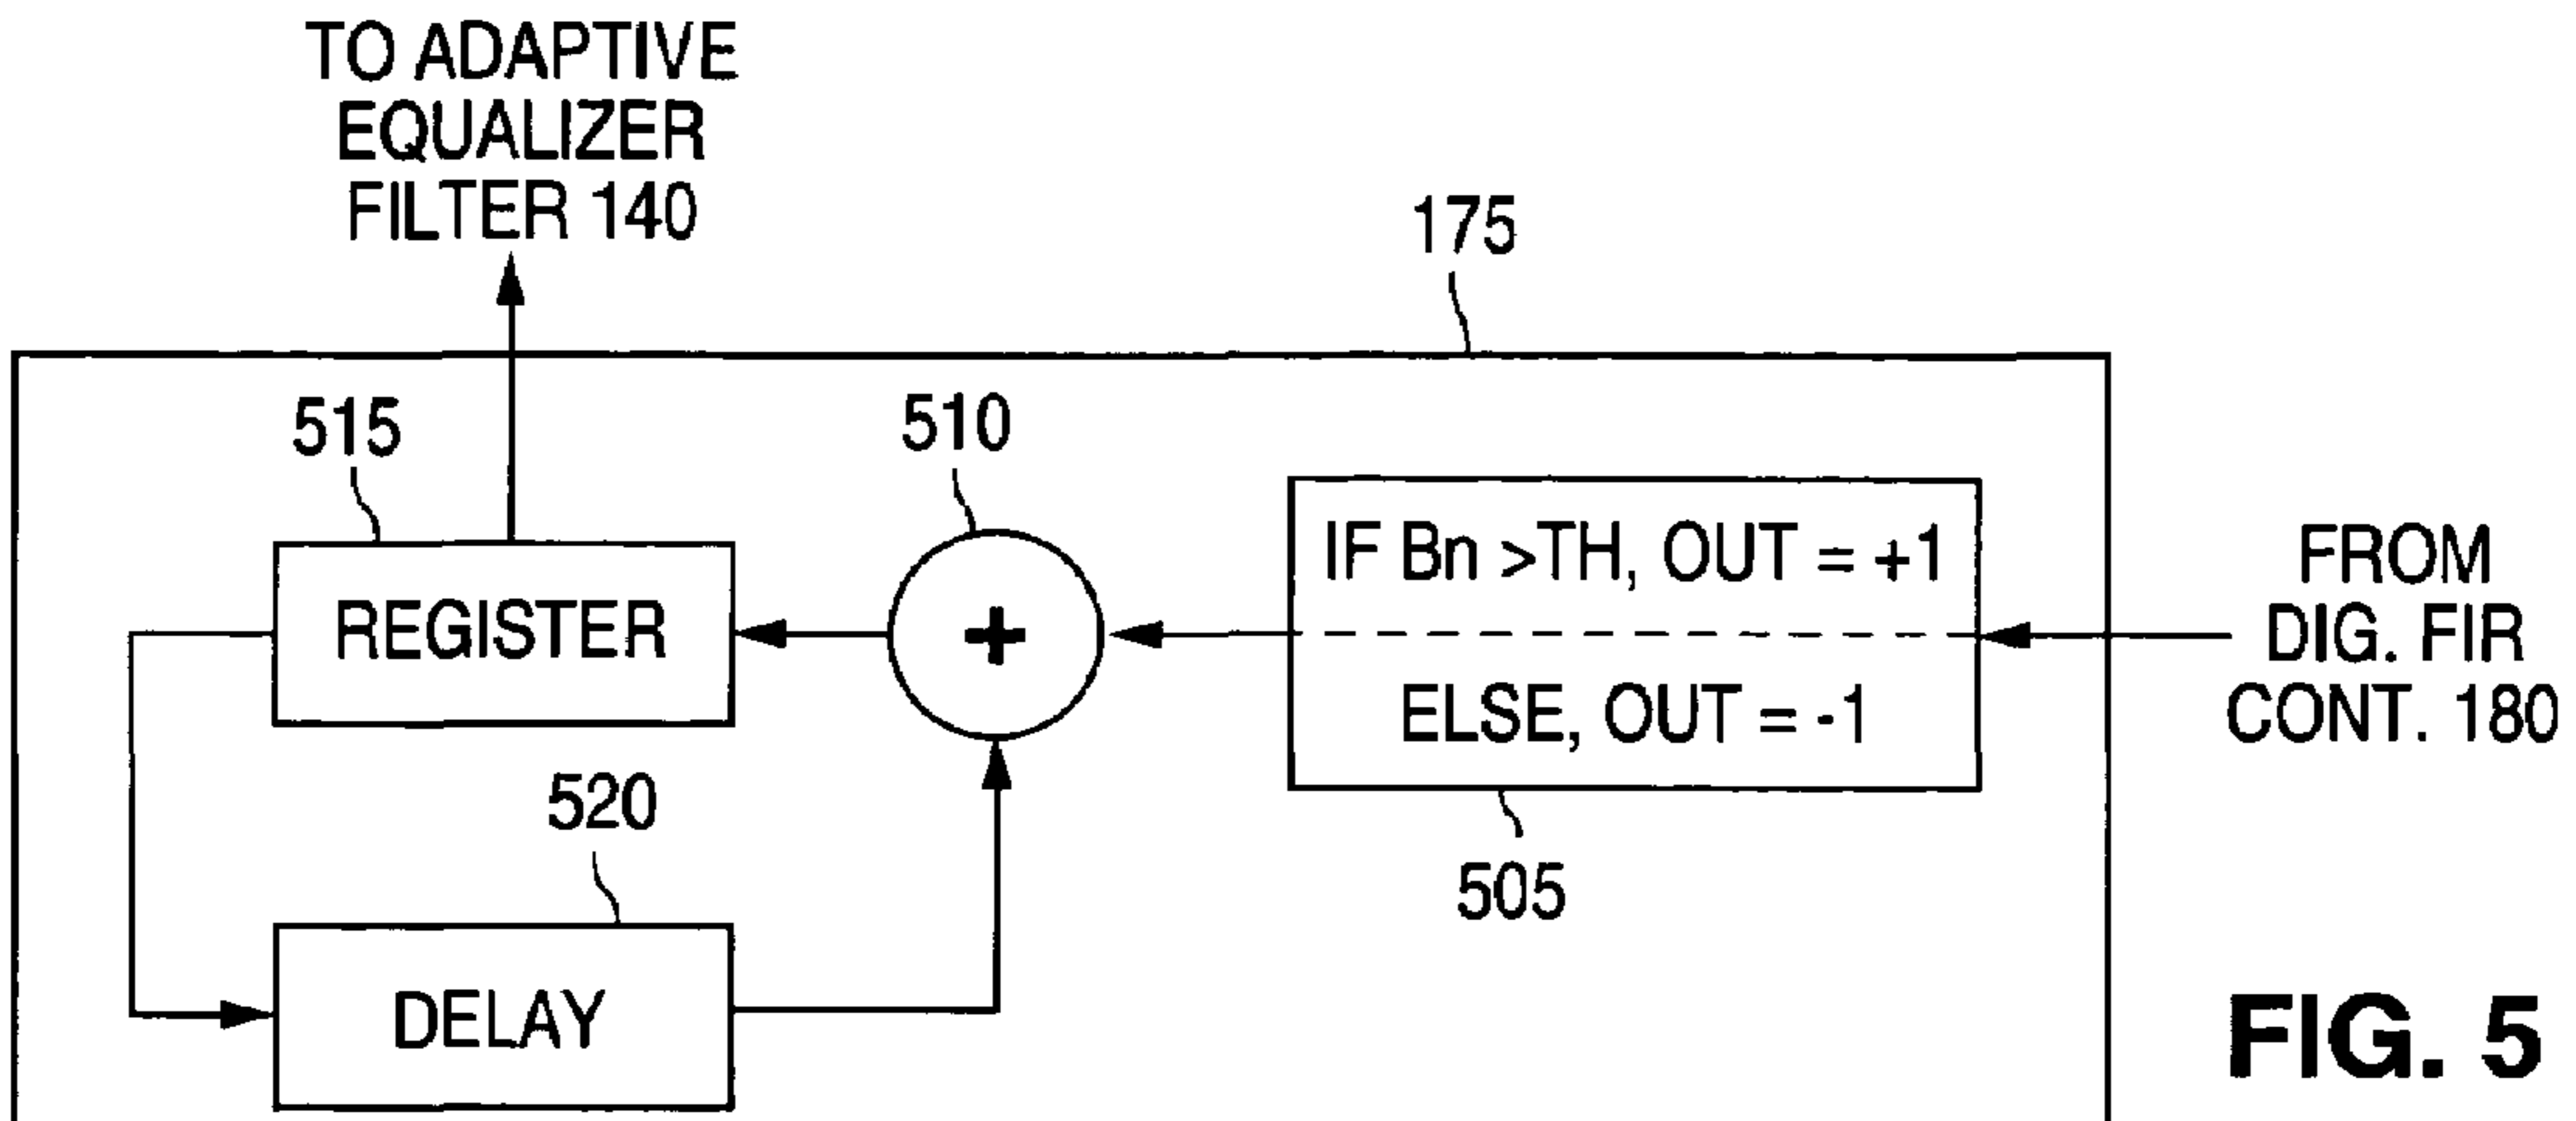 TO ADAPTIVE
EQUALIZER
FILTER 140
175
515
510
IF Bn >TH, OUT = +1
ELSE, OUT = -1
FROM
DIG. FIR
CONT. 180
REGISTER
520
505
DELAY
+
FIG. 5